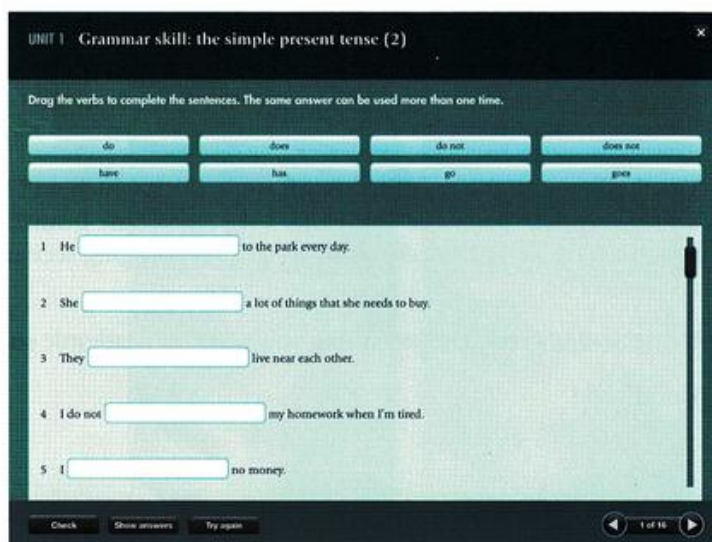 UNIT 1 Grammar skill: the simple present tense (2)
×
Drag the verbs to complete the sentences. The same answer can be used more than one time.
do does do not does not
have has go goes
1 He to the park every day.
2 She a lot of things that she needs to buy.
3 They live near each other.
4 I do not my homework when I'm tired.
5 I no money.
Check Show answers Try again 1 of 16